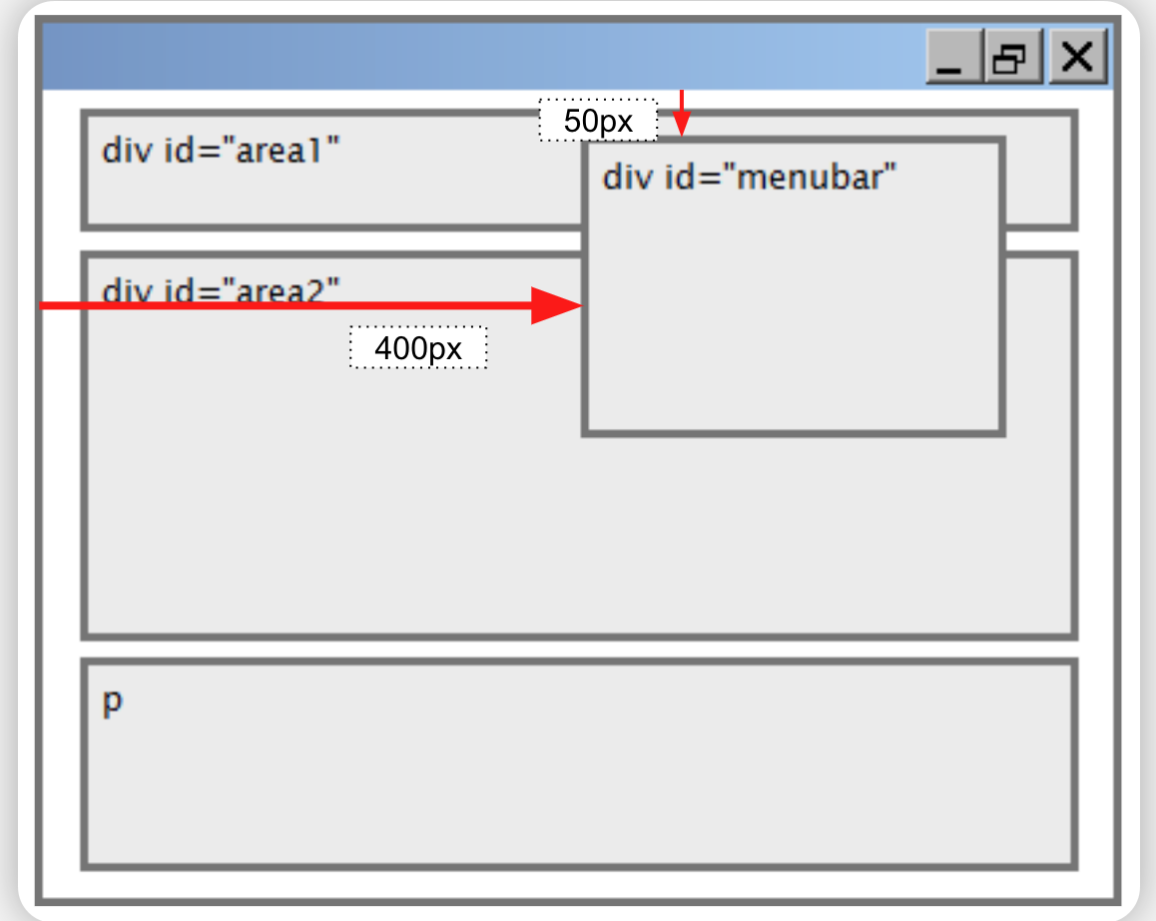 50px
div id="area1"
div id="menubar"
div id="area2"
400px
p